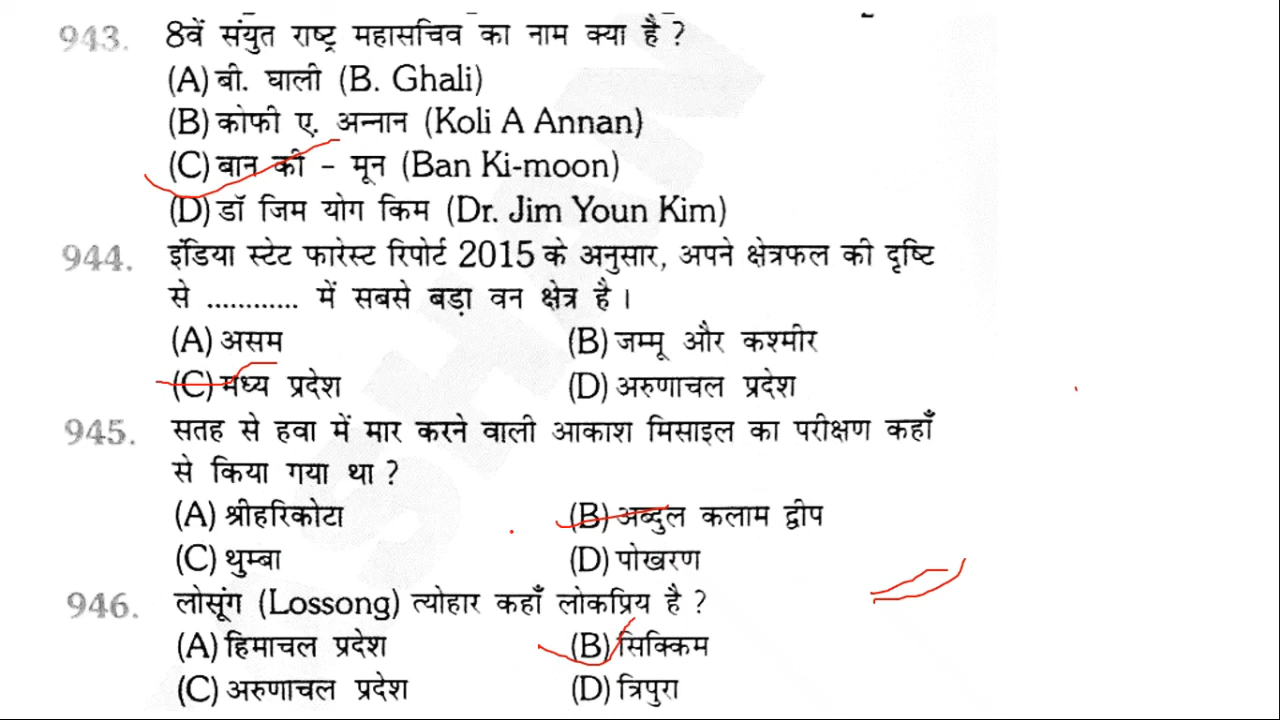 943. 8वें संयुत राष्ट्र महासचिव का नाम क्या है ?
(A) बी. घाली (B. Ghali)
(B) कोफी ए. अन्नान (Koli A Annan)
(C) बान की - मून (Ban Ki-moon)
(D) डॉ जिम योग किम (Dr. Jim Youn Kim)
944. इंडिया स्टेट फारेस्ट रिपोर्ट 2015 के अनुसार, अपने क्षेत्रफल की दृष्टि
से ............ में सबसे बड़ा वन क्षेत्र है ।
(A) असम (B) जम्मू और कश्मीर
(C) मध्य प्रदेश (D) अरुणाचल प्रदेश
945. सतह से हवा में मार करने वाली आकाश मिसाइल का परीक्षण कहाँ
से किया गया था ?
(A) श्रीहरिकोटा (B) अब्दुल कलाम द्वीप
(C) थुम्बा (D) पोखरण
946. लोसूंग (Lossong) त्योहार कहाँ लोकप्रिय है ?
(A) हिमाचल प्रदेश (B) सिक्किम
(C) अरुणाचल प्रदेश (D) त्रिपुरा